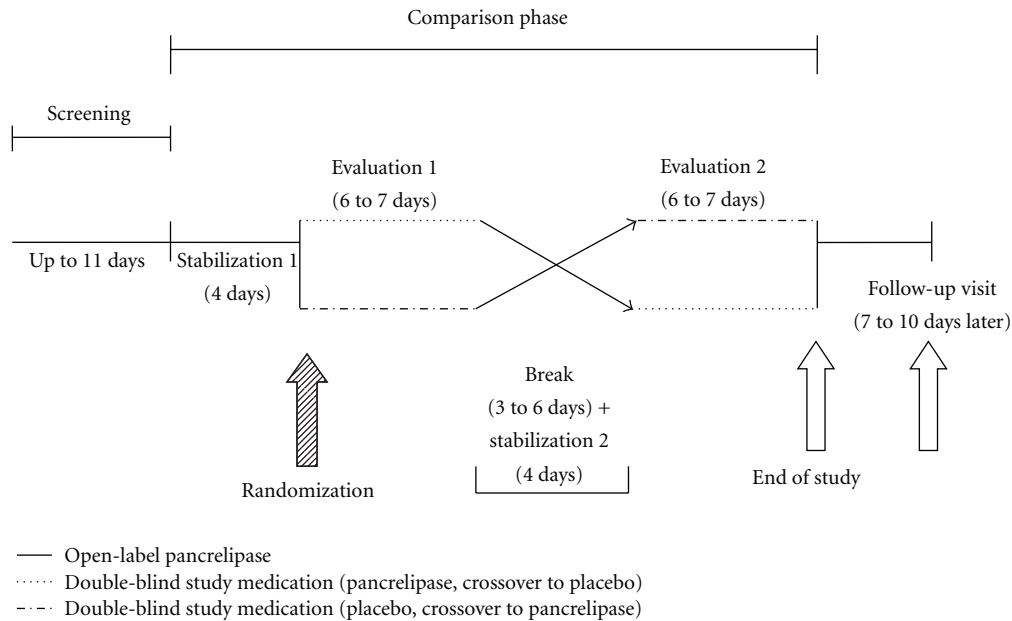 Comparison phase
Screening
Evaluation 1
(6 to 7 days)
Evaluation 2
(6 to 7 days)
Up to 11 days
Stabilization 1
(4 days)
Follow-up visit
(7 to 10 days later)
Break
(3 to 6 days) +
stabilization 2
(4 days)
Randomization
End of study
Open-label pancrelipase
Double-blind study medication (pancrelipase, crossover to placebo)
Double-blind study medication (placebo, crossover to pancrelipase)